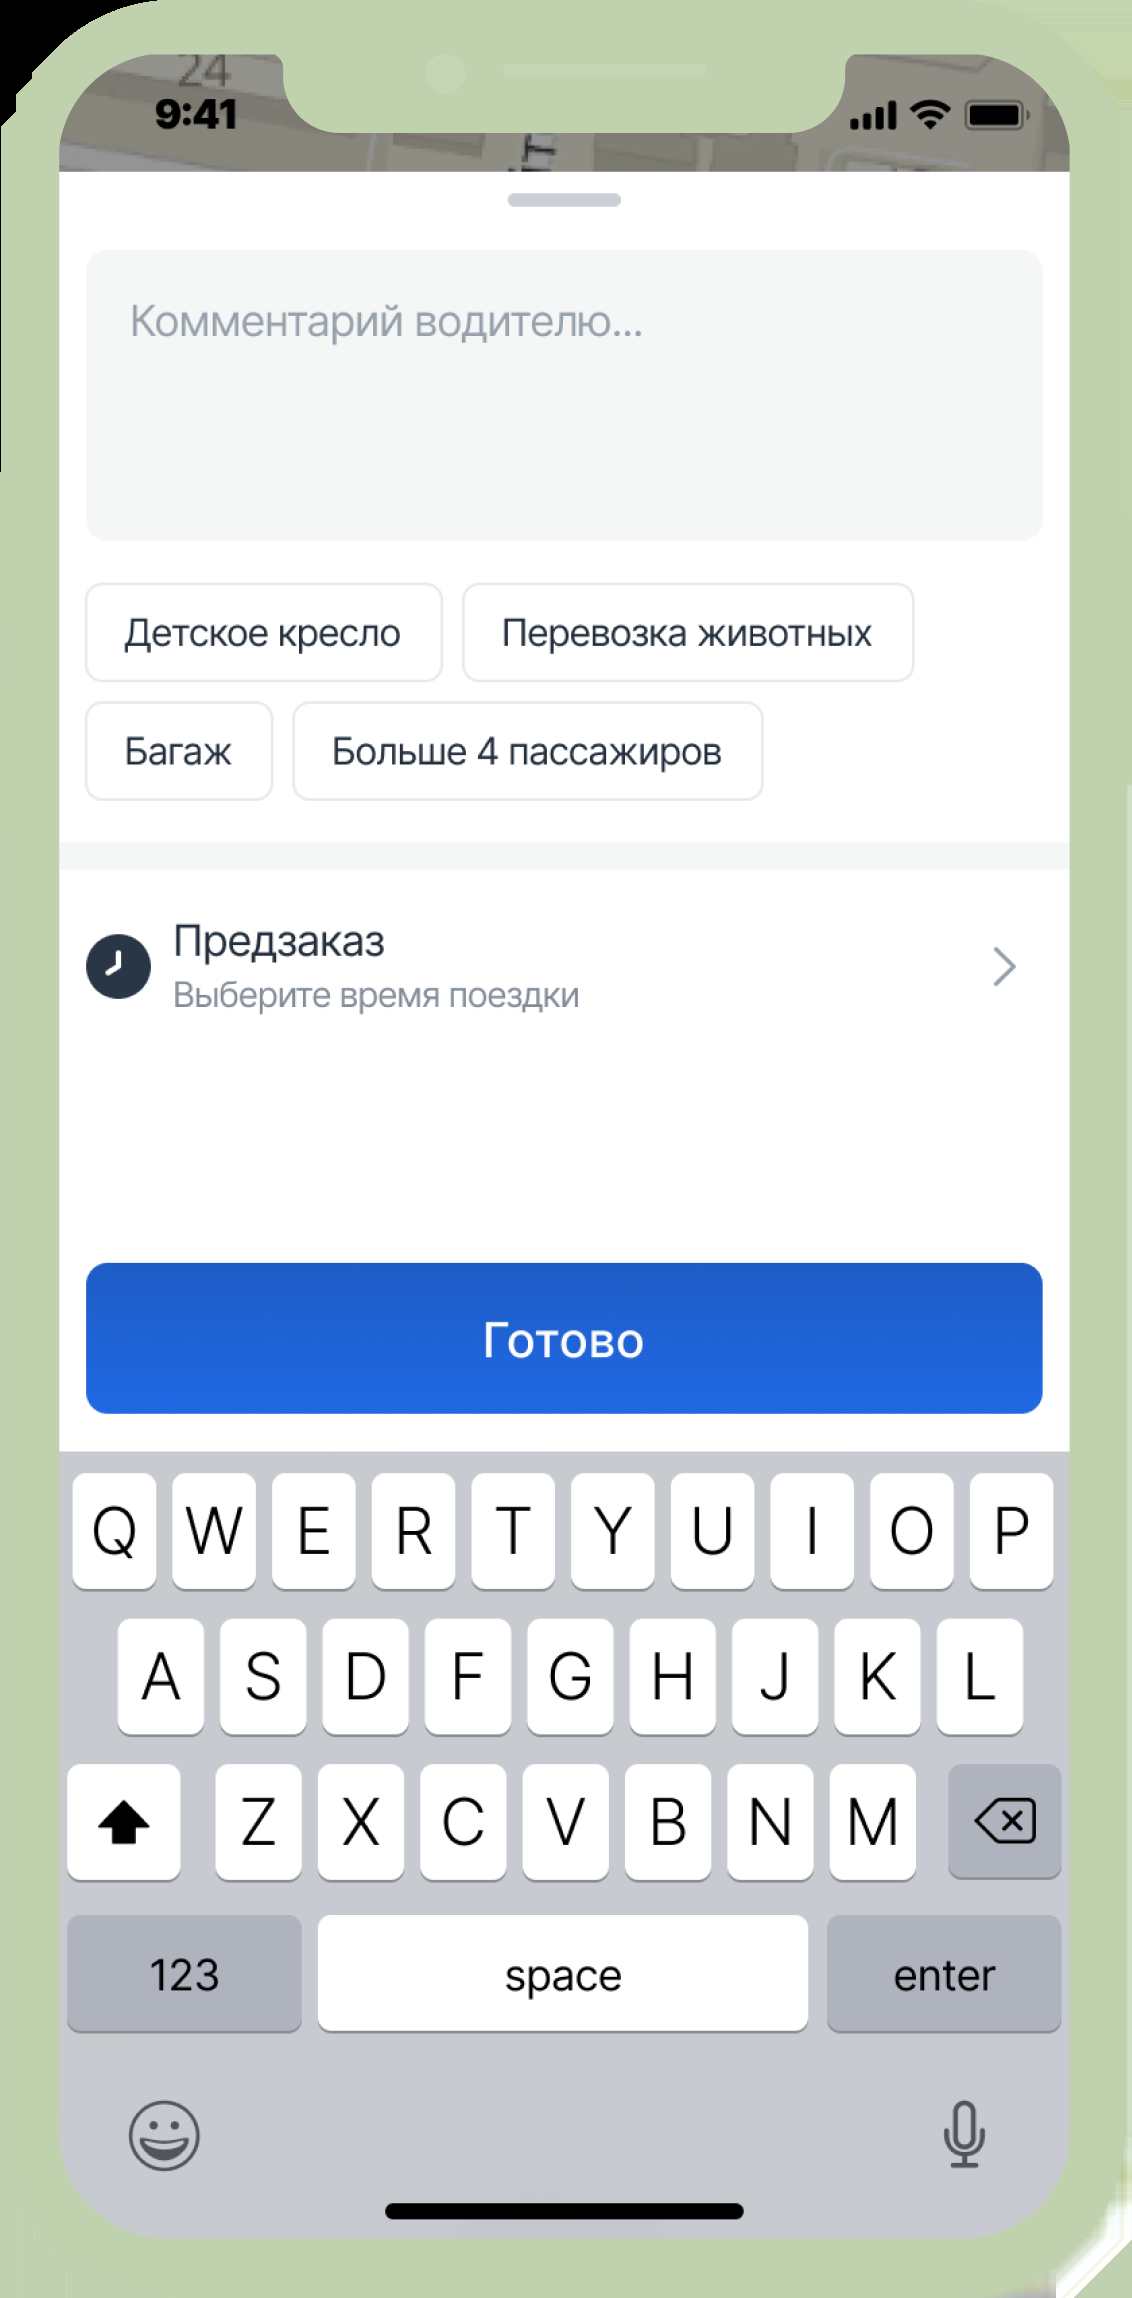 24
9:41
Комментарий водителю...
Детское кресло Перевозка животных
Багаж Больше 4 пассажиров
Предзаказ
Выберите время поездки
Готово
Q W E R T Y U I O P
A S D F G H J K L
Z X C V B N M
123 space enter